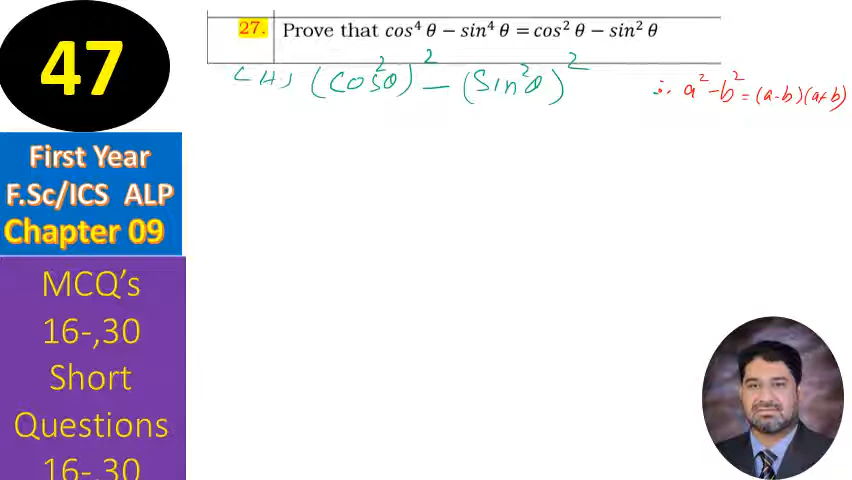 47
First Year
F.Sc/ICS ALP
Chapter 09
MCQ's
16-,30
Short
Questions
16-30
27. Prove that cos⁴ θ − sin⁴ θ = cos² θ − sin² θ
LHS (cos²θ)² − (Sin²θ)²
∵ a² − b² = (a-b)(a+b)